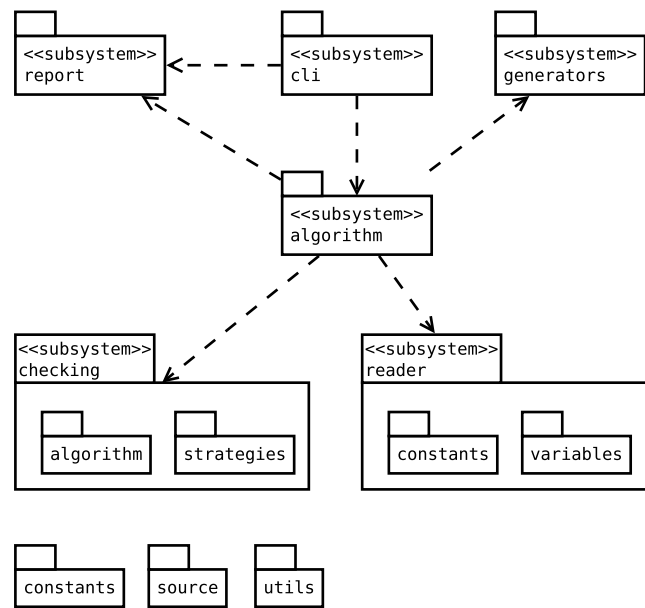 <<subsystem>>
report
<<subsystem>>
cli
<<subsystem>>
generators
<<subsystem>>
algorithm
<<subsystem>>
checking
algorithm
strategies
<<subsystem>>
reader
constants
variables
constants
source
utils